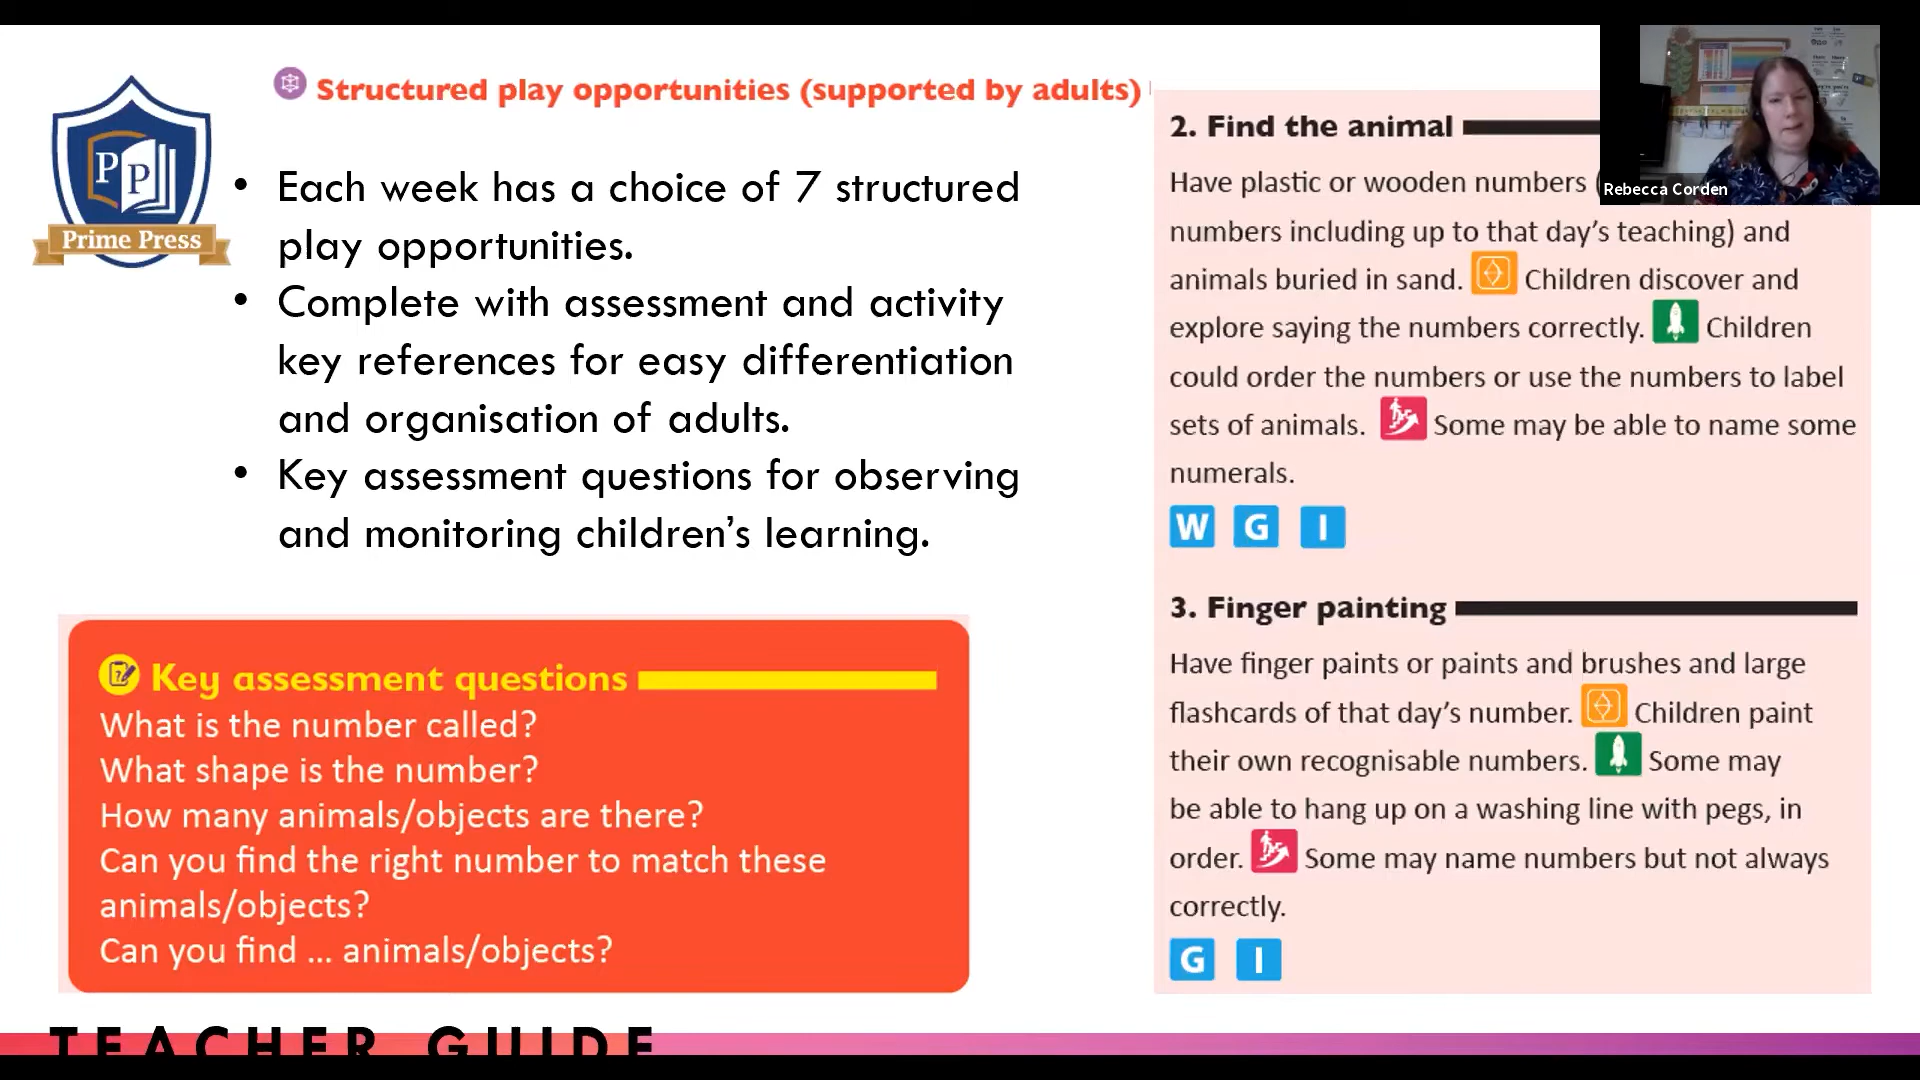 Structured play opportunities (supported by adults)
PP
Prime Press
• Each week has a choice of 7 structured
play opportunities.
• Complete with assessment and activity
key references for easy differentiation
and organisation of adults.
• Key assessment questions for observing
and monitoring children's learning.
Key assessment questions
What is the number called?
What shape is the number?
How many animals/objects are there?
Can you find the right number to match these
animals/objects?
Can you find ... animals/objects?
2. Find the animal
Have plastic or wooden numbers (
numbers including up to that day's teaching) and
animals buried in sand. Children discover and
explore saying the numbers correctly. Children
could order the numbers or use the numbers to label
sets of animals. Some may be able to name some
numerals.
W G I
3. Finger painting
Have finger paints or paints and brushes and large
flashcards of that day's number. Children paint
their own recognisable numbers. Some may
be able to hang up on a washing line with pegs, in
order. Some may name numbers but not always
correctly.
G I
Rebecca Corden
TEACHER GUIDE